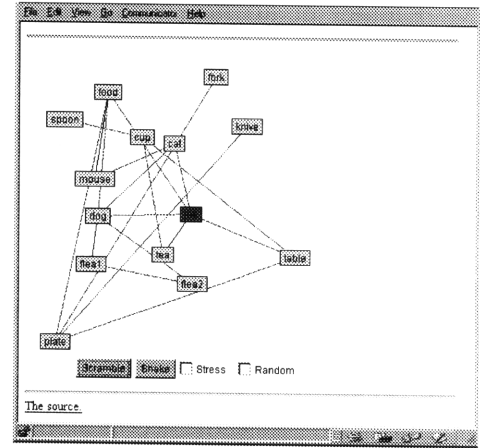 File Edit View Go Communicator Help
fork
food
spoon
knive
cup
cat
mouse
dog
tea
table
flea1
flea2
plate
Scramble Shake Stress Random
The source.